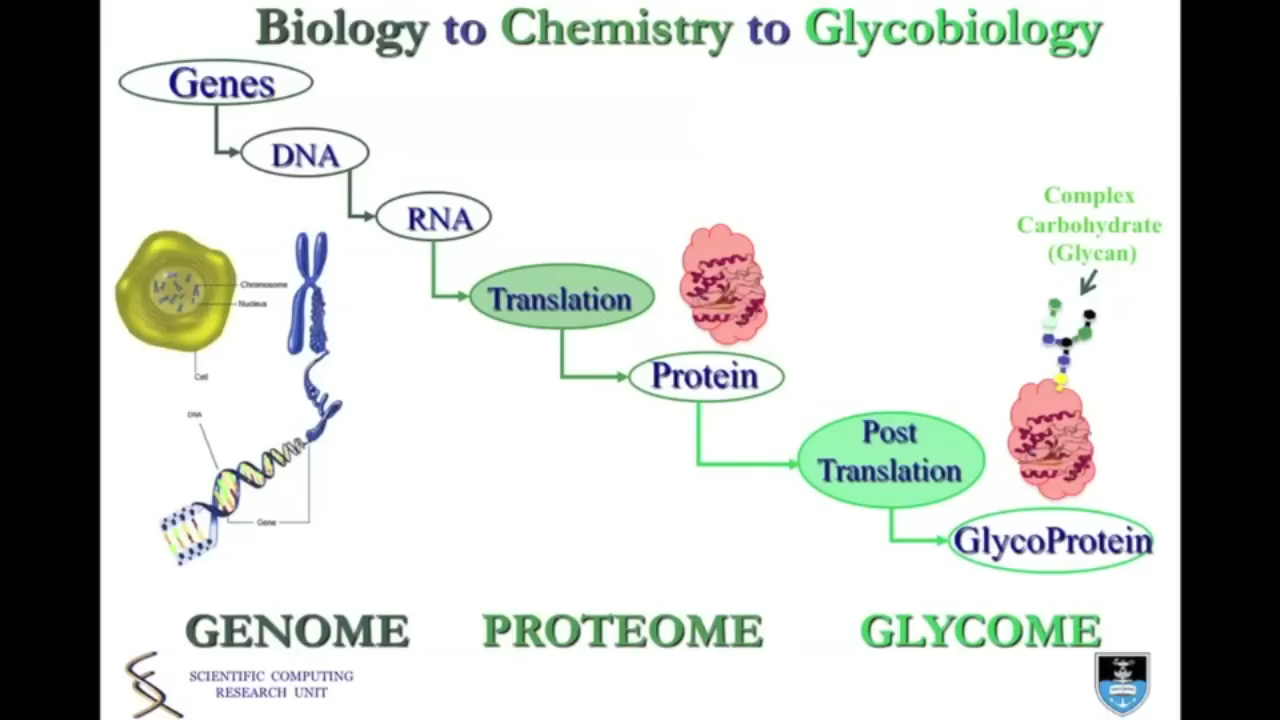 Biology to Chemistry to Glycobiology
Genes
DNA
RNA
Translation
Protein
Post
Translation
GlycoProtein
Complex
Carbohydrate
(Glycan)
Chromosome
Nucleus
Cell
DNA
Gene
GENOME
PROTEOME
GLYCOME
SCIENTIFIC COMPUTING
RESEARCH UNIT